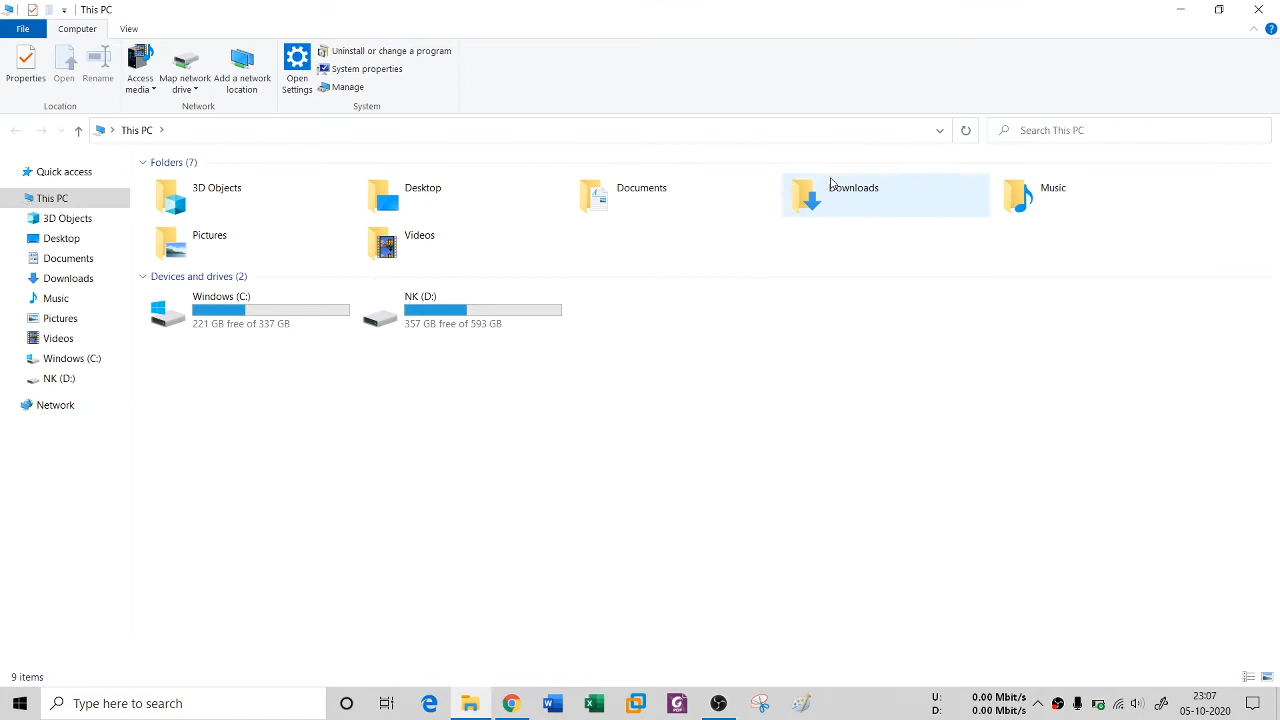 This PC
File
Computer
View
Properties
Open
Rename
Access media
Map network drive
Add a network location
Open Settings
Uninstall or change a program
System properties
Manage
Location
Network
System
This PC
Search This PC
Quick access
This PC
3D Objects
Desktop
Documents
Downloads
Music
Pictures
Videos
Windows (C:)
NK (D:)
Network
Folders (7)
3D Objects
Desktop
Documents
Downloads
Music
Pictures
Videos
Devices and drives (2)
Windows (C:)
221 GB free of 337 GB
NK (D:)
357 GB free of 593 GB
9 items
Type here to search
U: 0.00 Mbit/s
D: 0.00 Mbit/s
23:07
05-10-2020